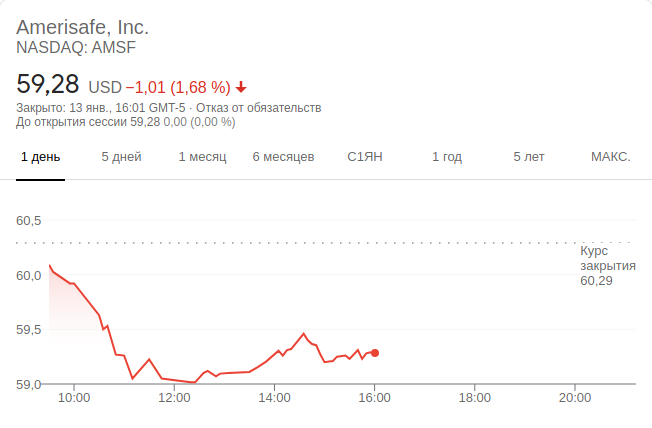 Amerisafe, Inc.
NASDAQ: AMSF
59,28 USD −1,01 (1,68 %)
Закрыто: 13 янв., 16:01 GMT-5 · Отказ от обязательств
До открытия сессии 59,28 0,00 (0,00 %)
1 день 5 дней 1 месяц 6 месяцев С1ЯН 1 год 5 лет МАКС.
60,5
Курс
закрытия
60,29
60,0
59,5
59,0
10:00 12:00 14:00 16:00 18:00 20:00